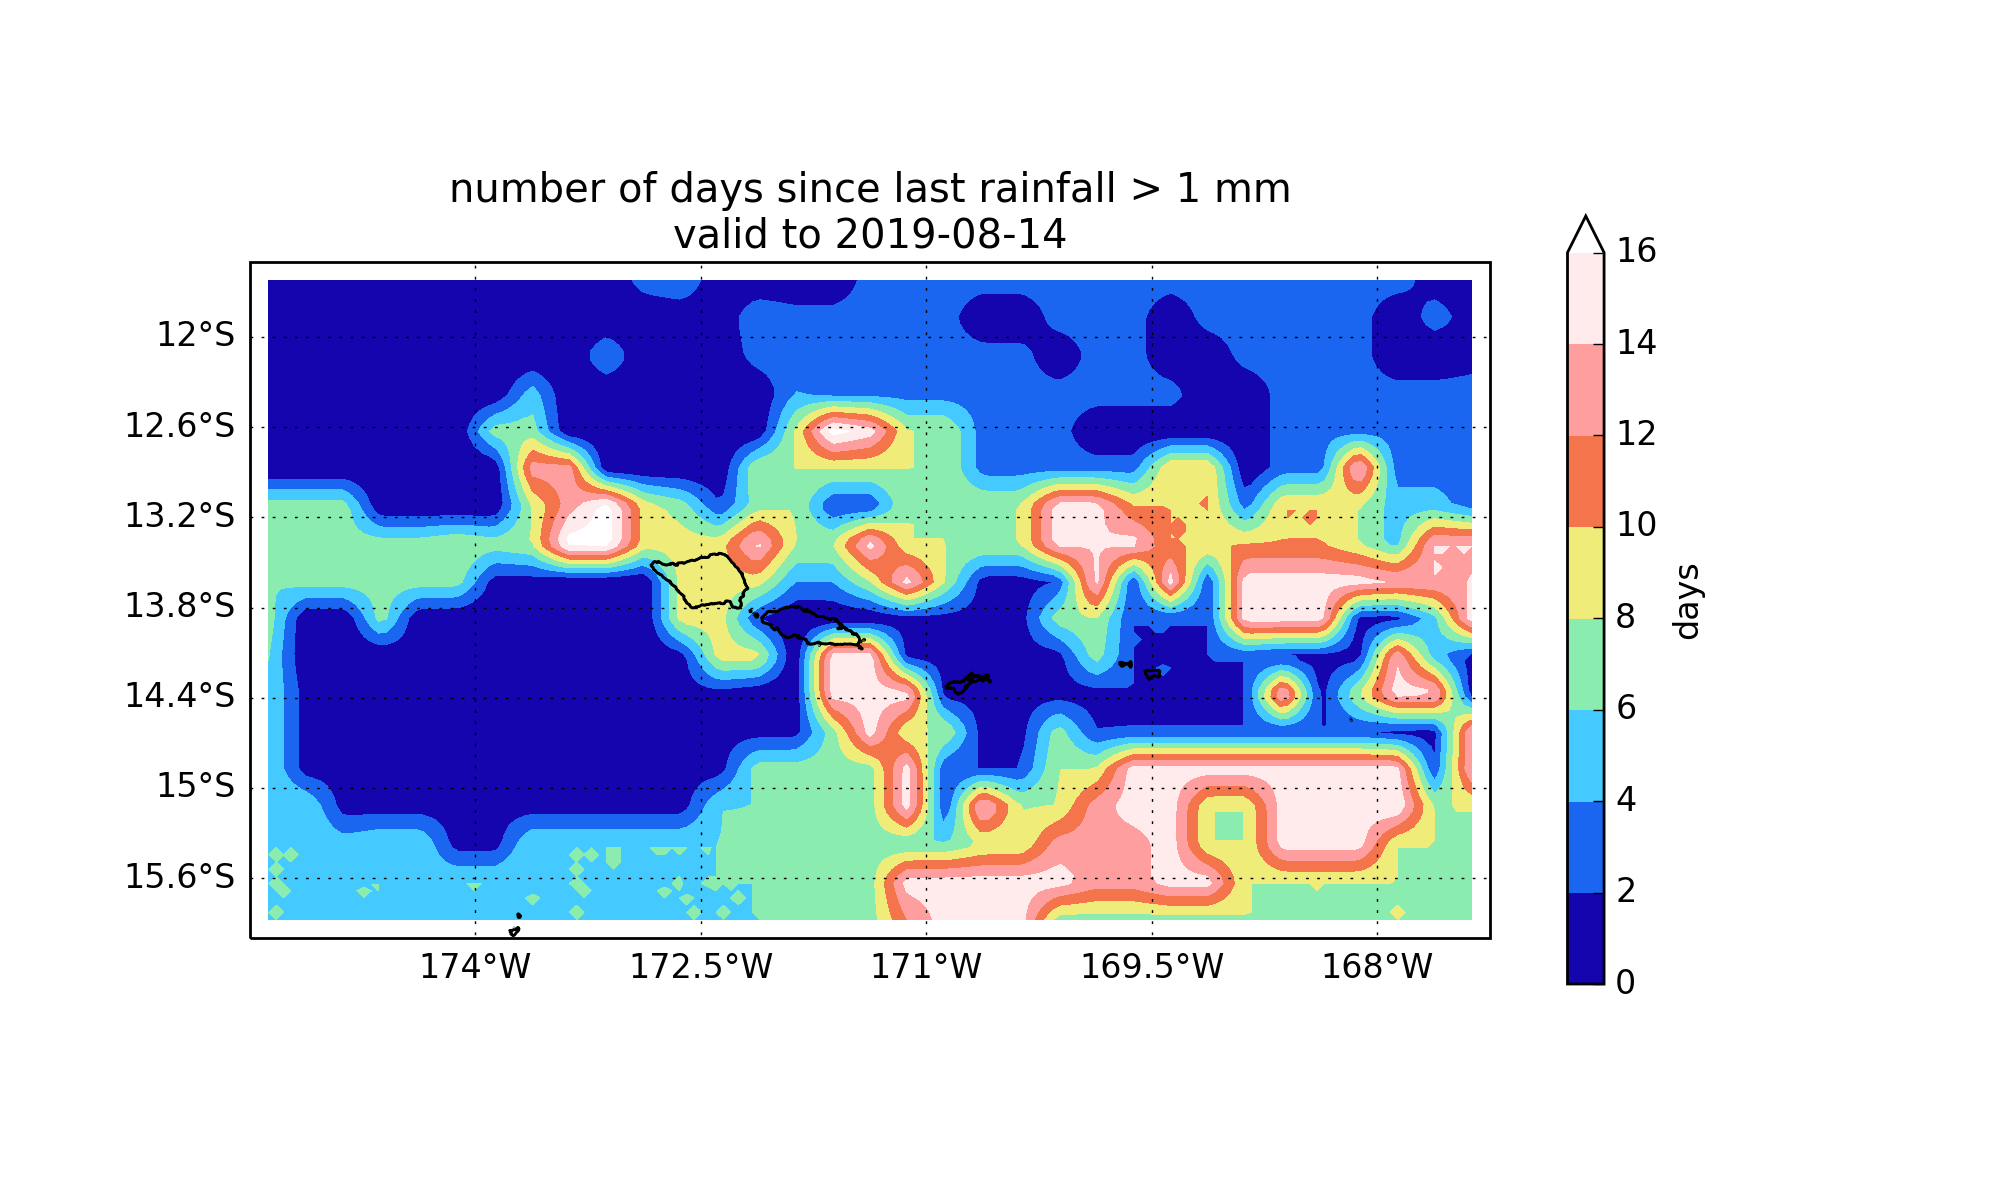 number of days since last rainfall > 1 mm
valid to 2019-08-14
12°S
12.6°S
13.2°S
13.8°S
14.4°S
15°S
15.6°S
174°W
172.5°W
171°W
169.5°W
168°W
16
14
12
10
8
6
4
2
0
days